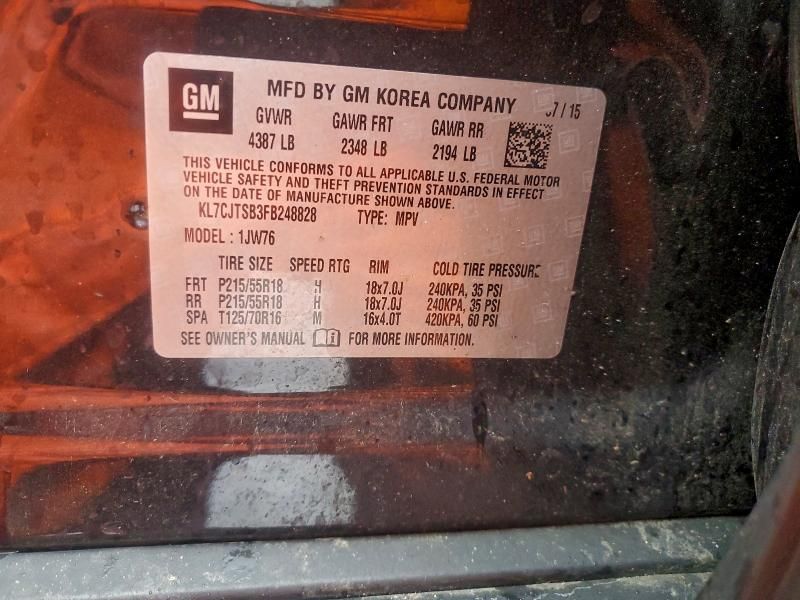 GM
MFD BY GM KOREA COMPANY 07/15
GVWR GAWR FRT GAWR RR
4387 LB 2348 LB 2194 LB
THIS VEHICLE CONFORMS TO ALL APPLICABLE U.S. FEDERAL MOTOR
VEHICLE SAFETY AND THEFT PREVENTION STANDARDS IN EFFECT
ON THE DATE OF MANUFACTURE SHOWN ABOVE.
KL7CJTSB3FB248828 TYPE: MPV
MODEL : 1JW76
TIRE SIZE SPEED RTG RIM COLD TIRE PRESSURE
FRT P215/55R18 H 18x7.0J 240KPA, 35 PSI
RR P215/55R18 H 18x7.0J 240KPA, 35 PSI
SPA T125/70R16 M 16x4.0T 420KPA, 60 PSI
SEE OWNER'S MANUAL FOR MORE INFORMATION.